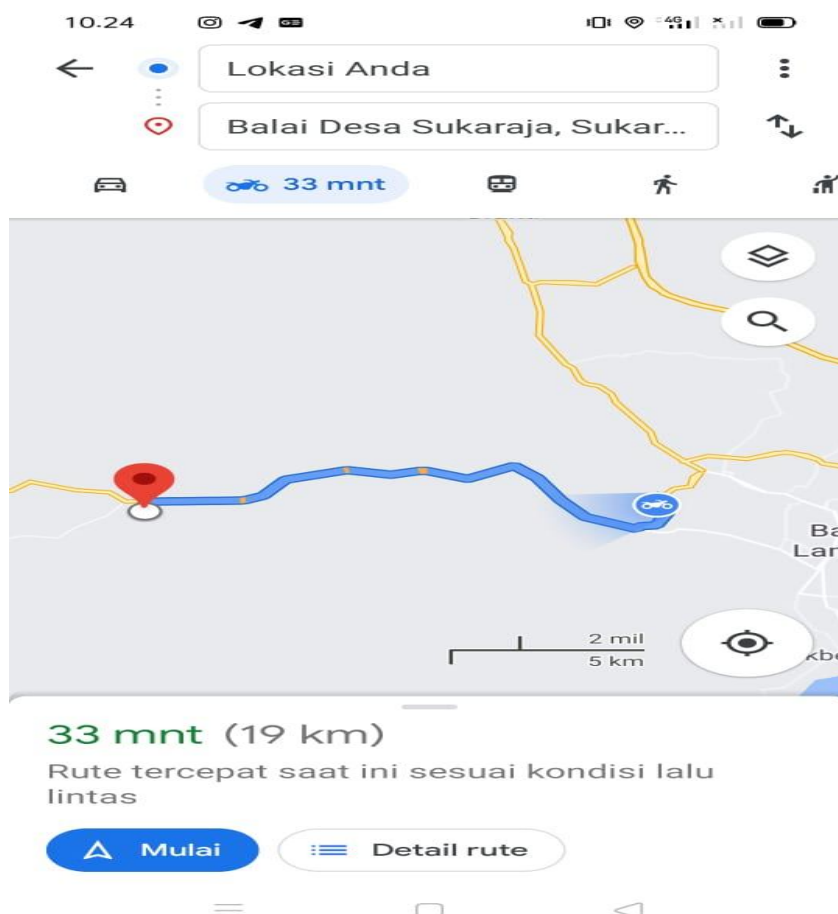 10.24
4G
Lokasi Anda
Balai Desa Sukaraja, Sukar...
33 mnt
2 mil
5 km
33 mnt (19 km)
Rute tercepat saat ini sesuai kondisi lalu
lintas
Mulai
Detail rute